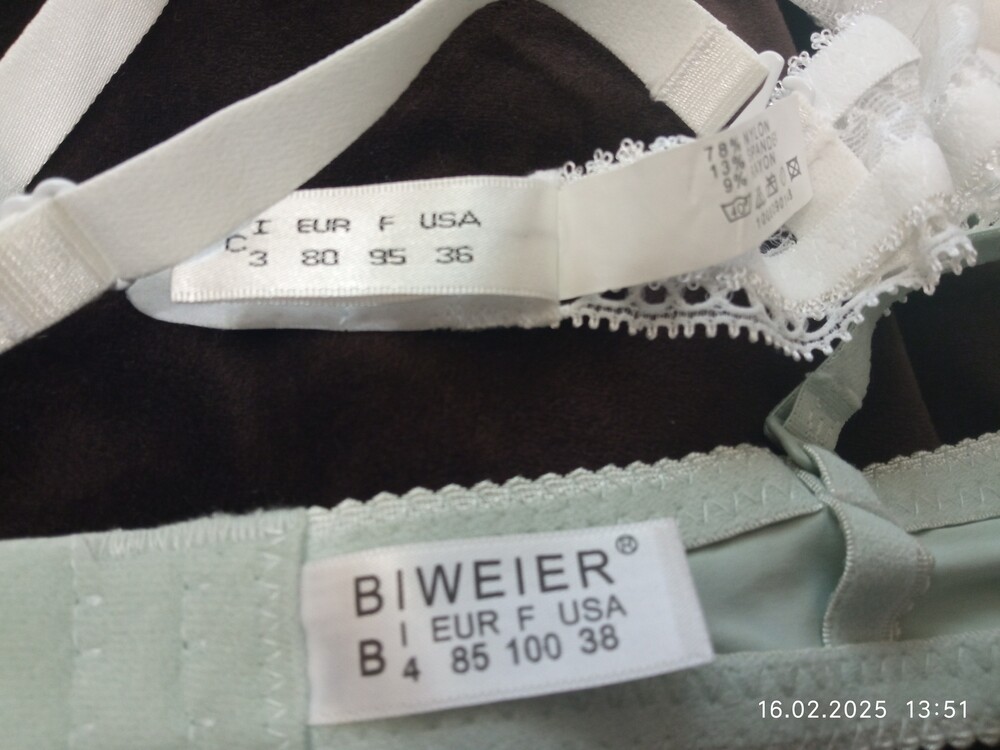 I EUR F USA
C 3 80 95 36
78% NYLON
13%
9%
BIWEIER®
I EUR F USA
B 4 85 100 38
16.02.2025 13:51